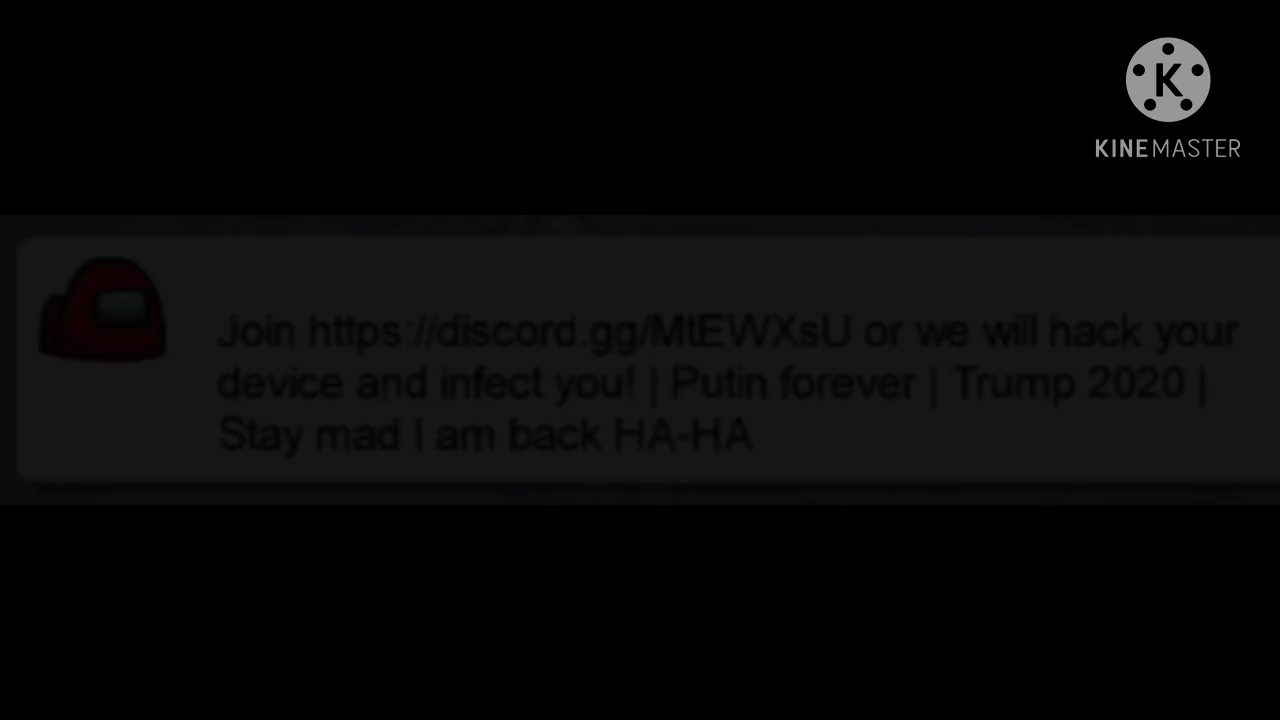 K
KINEMASTER
Join https://discord.gg/MtEWXsU or we will hack your
device and infect you! | Putin forever | Trump 2020 |
Stay mad I am back HA-HA